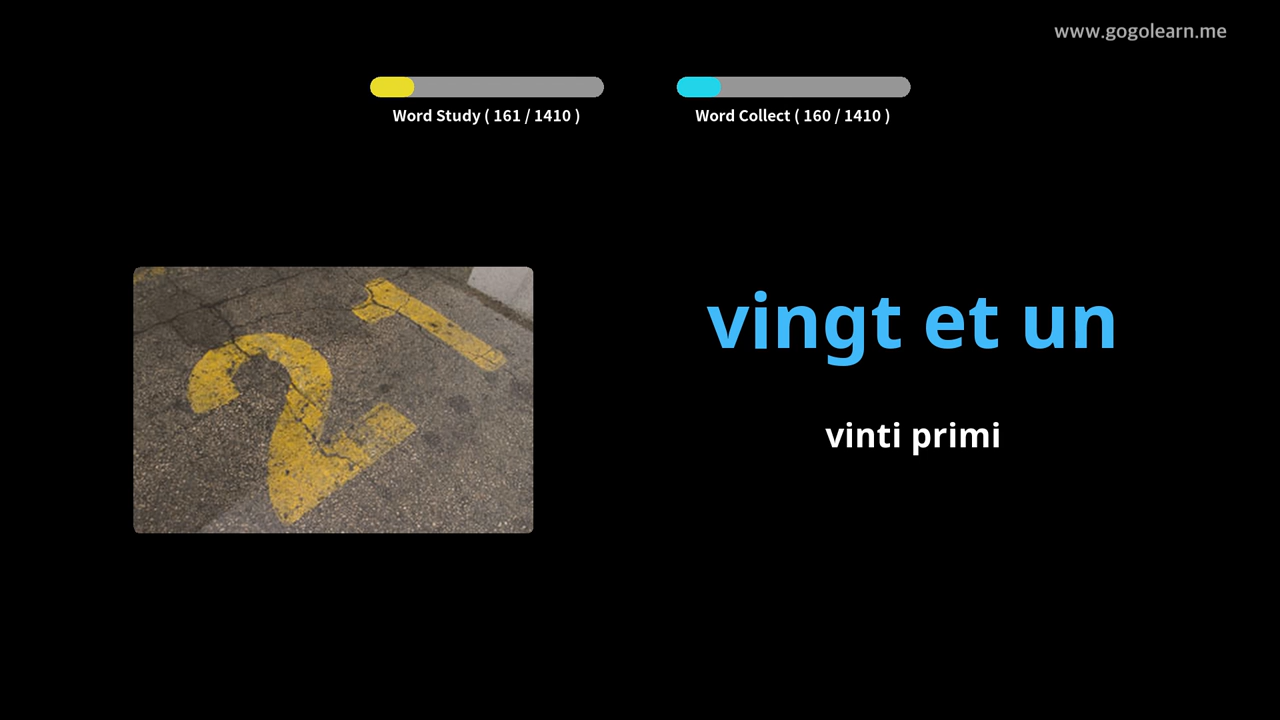 www.gogolearn.me
Word Study ( 161 / 1410 )
Word Collect ( 160 / 1410 )
21
vingt et un
vinti primi